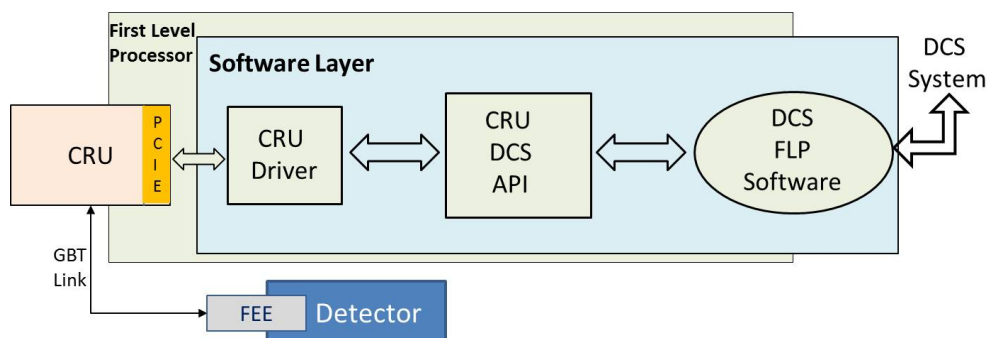 First Level
Processor
Software Layer
DCS
System
CRU
P
C
I
E
CRU
Driver
CRU
DCS
API
DCS
FLP
Software
GBT
Link
FEE
Detector